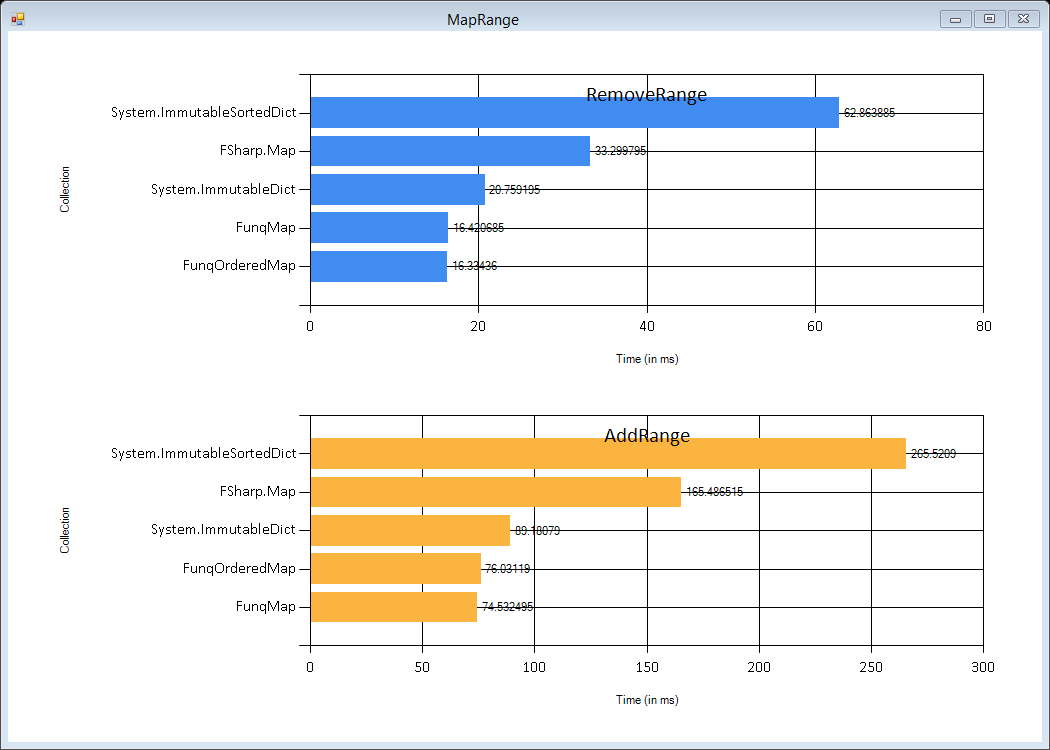 MapRange
RemoveRange
Collection
System.ImmutableSortedDict 62.863885
FSharp.Map 33.299795
System.ImmutableDict 20.759195
FunqMap 16.420685
FunqOrderedMap 16.33436
0 20 40 60 80
Time (in ms)
AddRange
Collection
System.ImmutableSortedDict 265.5209
FSharp.Map 165.486515
System.ImmutableDict 89.18079
FunqOrderedMap 76.03119
FunqMap 74.532495
0 50 100 150 200 250 300
Time (in ms)